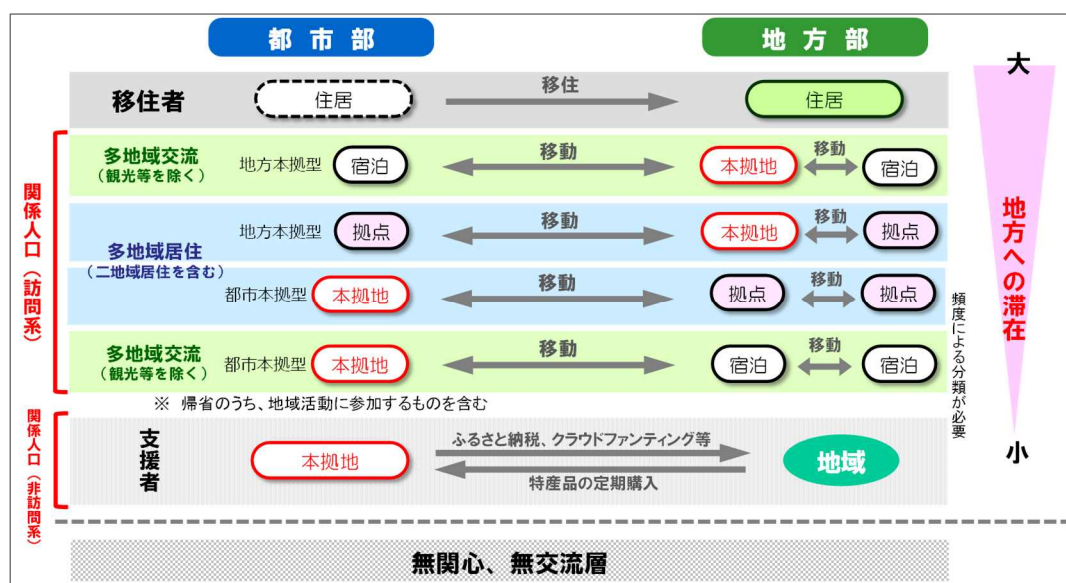 都市部
地方部
大
移住者
住居
移住
住居
関係人口（訪問系）
多地域交流
（観光等を除く）
地方本拠型
宿泊
移動
本拠地
移動
宿泊
多地域居住
（二地域居住を含む）
地方本拠型
拠点
移動
本拠地
移動
拠点
都市本拠型
本拠地
移動
拠点
移動
拠点
多地域交流
（観光等を除く）
都市本拠型
本拠地
移動
宿泊
移動
宿泊
※　帰省のうち、地域活動に参加するものを含む
地方への滞在
頻度による分類が必要
小
関係人口（非訪問系）
支援者
本拠地
ふるさと納税、クラウドファンティング等
特産品の定期購入
地域
無関心、無交流層